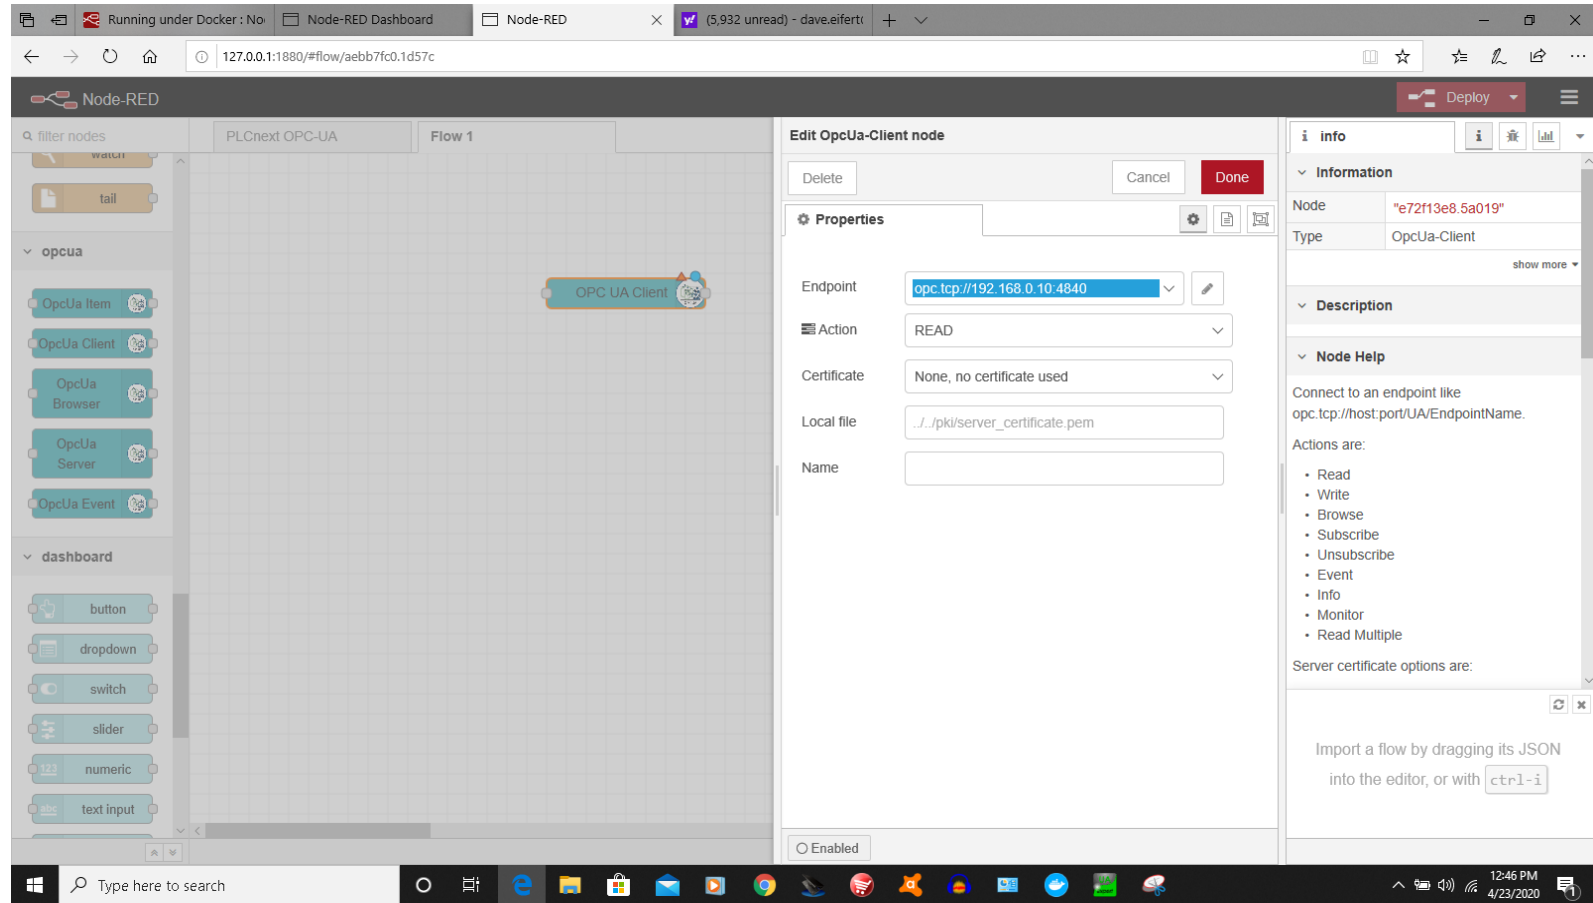 Running under Docker : No
Node-RED Dashboard
Node-RED
(5,932 unread) - dave.eifert(
127.0.0.1:1880/#flow/aebb7fc0.1d57c
Node-RED
Deploy
filter nodes
PLCnext OPC-UA
Flow 1
watch
tail
opcua
OpcUa Item
OpcUa Client
OpcUa
Browser
OpcUa
Server
OpcUa Event
dashboard
button
dropdown
switch
slider
123
numeric
abc
text input
OPC UA Client
Edit OpcUa-Client node
Delete
Cancel
Done
Properties
Endpoint
opc.tcp://192.168.0.10:4840
Action
READ
Certificate
None, no certificate used
Local file
../../pki/server_certificate.pem
Name
Enabled
i info
i
Information
Node
"e72f13e8.5a019"
Type
OpcUa-Client
show more
Description
Node Help
Connect to an endpoint like
opc.tcp://host:port/UA/EndpointName.
Actions are:
• Read
• Write
• Browse
• Subscribe
• Unsubscribe
• Event
• Info
• Monitor
• Read Multiple
Server certificate options are:
Import a flow by dragging its JSON
into the editor, or with ctrl-i
Type here to search
12:46 PM
4/23/2020
1